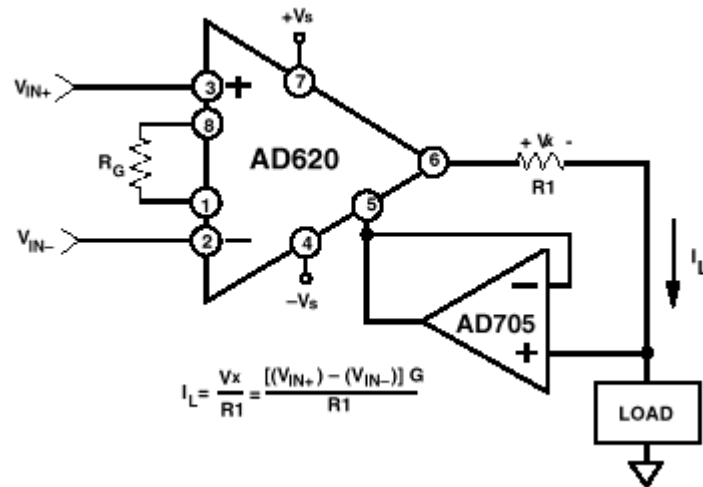 +Vs
VIN+
3
+
7
8
RG
AD620
6
+ Vx -
R1
1
5
VIN–
2
–
4
–Vs
IL
–
AD705
+
IL = Vx / R1 = [(VIN+) – (VIN–)] G / R1
LOAD